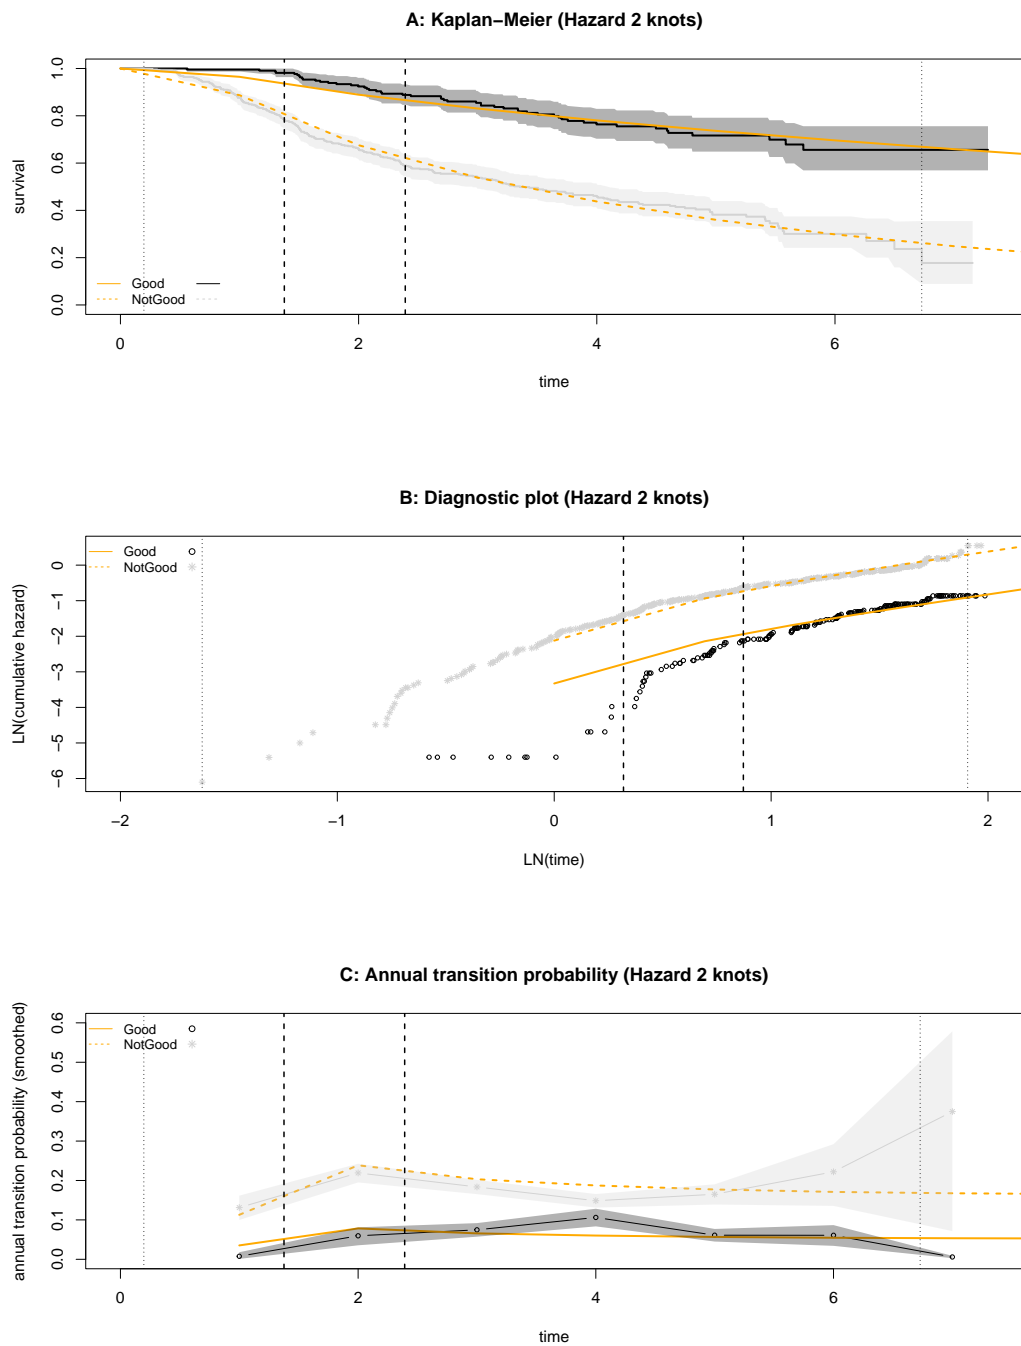 A: Kaplan−Meier (Hazard 2 knots)
survival
1.0
0.8
0.6
0.4
0.2
0.0
Good
NotGood
0 2 4 6
time
B: Diagnostic plot (Hazard 2 knots)
LN(cumulative hazard)
Good
NotGood
0
−1
−2
−3
−4
−5
−6
−2 −1 0 1 2
LN(time)
C: Annual transition probability (Hazard 2 knots)
annual transition probability (smoothed)
Good
NotGood
0.6
0.5
0.4
0.3
0.2
0.1
0.0
0 2 4 6
time